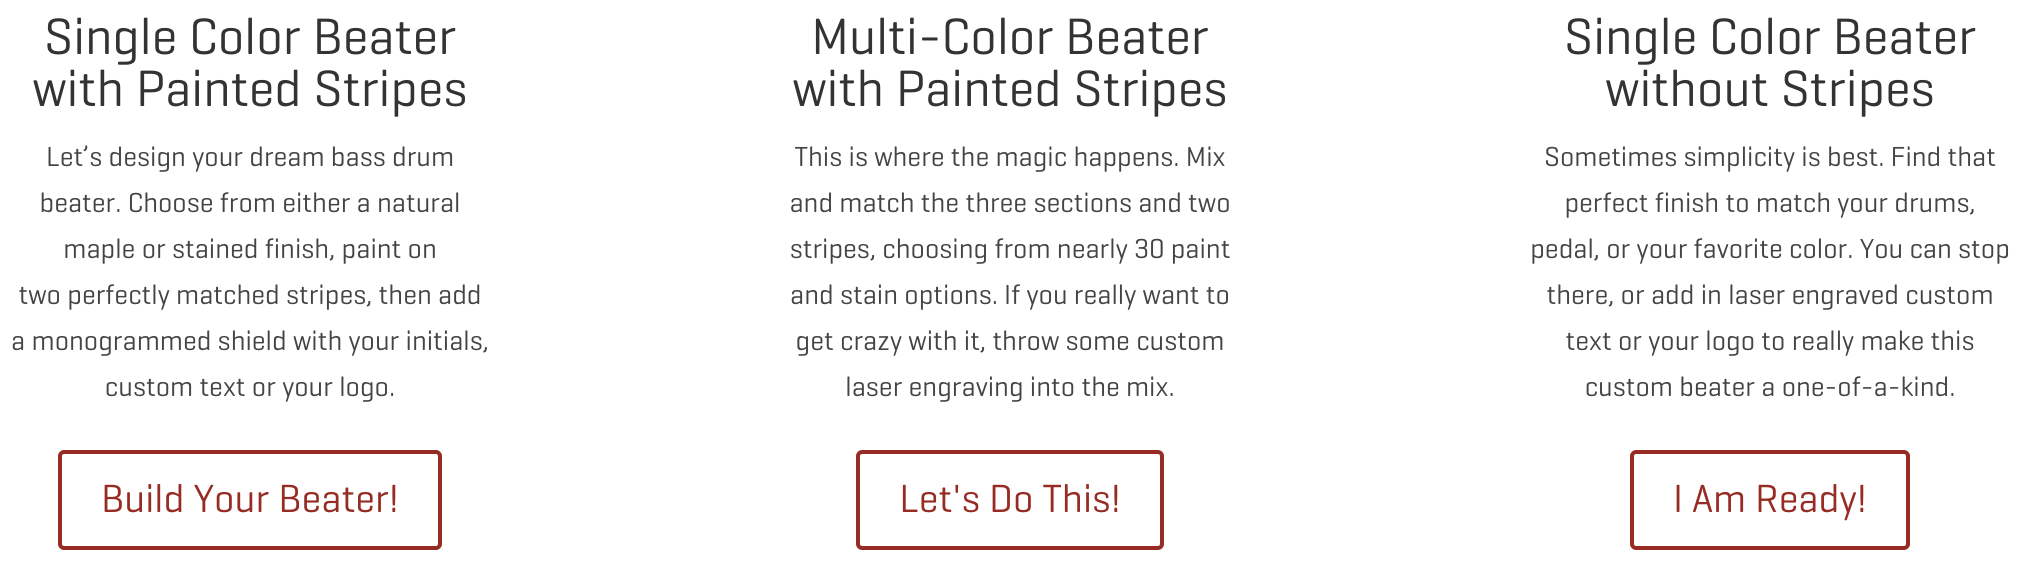 Single Color Beater
with Painted Stripes
Let’s design your dream bass drum
beater. Choose from either a natural
maple or stained finish, paint on
two perfectly matched stripes, then add
a monogrammed shield with your initials,
custom text or your logo.
Build Your Beater!
Multi-Color Beater
with Painted Stripes
This is where the magic happens. Mix
and match the three sections and two
stripes, choosing from nearly 30 paint
and stain options. If you really want to
get crazy with it, throw some custom
laser engraving into the mix.
Let's Do This!
Single Color Beater
without Stripes
Sometimes simplicity is best. Find that
perfect finish to match your drums,
pedal, or your favorite color. You can stop
there, or add in laser engraved custom
text or your logo to really make this
custom beater a one-of-a-kind.
I Am Ready!